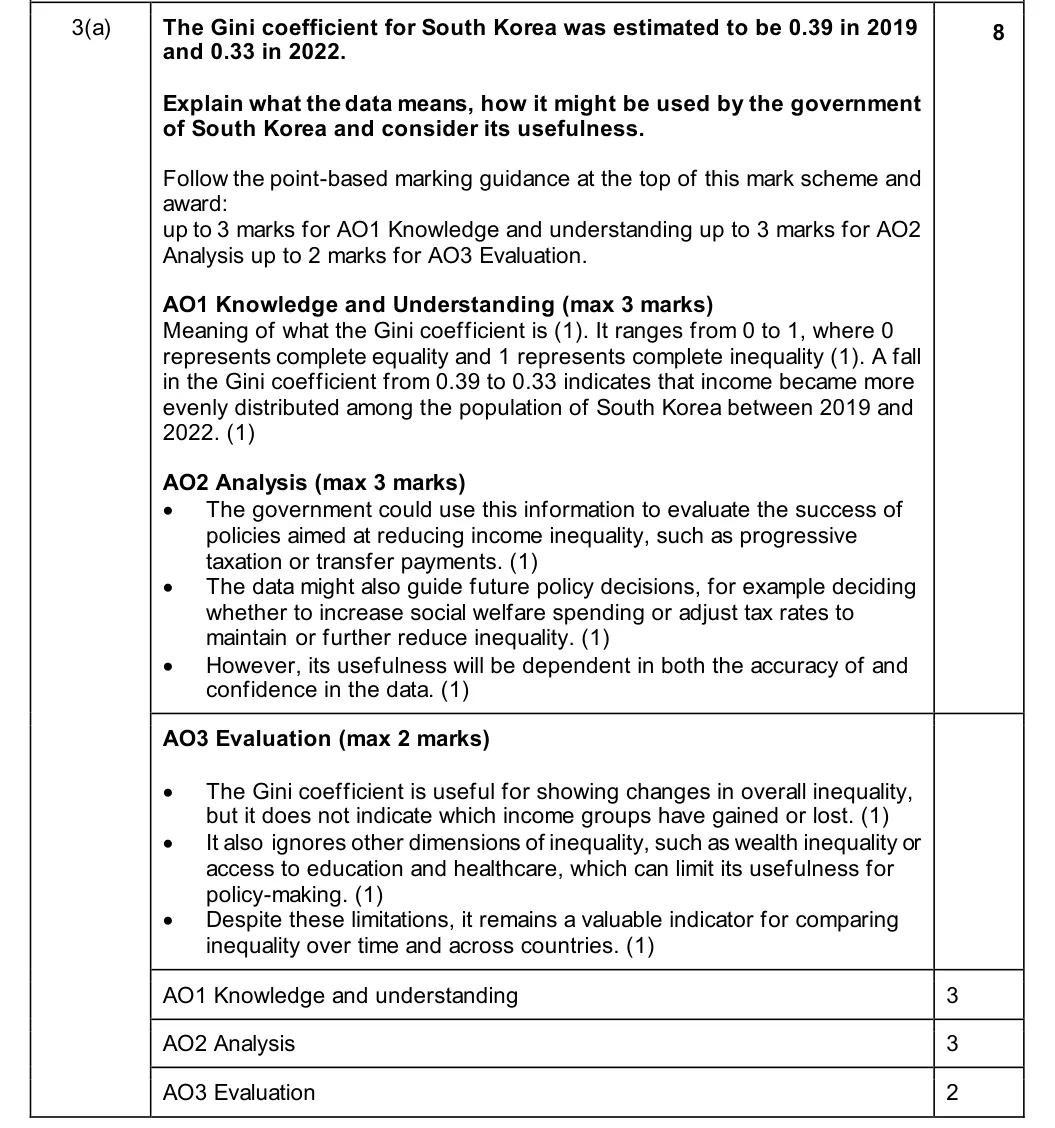 3(a)
The Gini coefficient for South Korea was estimated to be 0.39 in 2019
and 0.33 in 2022.
8
Explain what the data means, how it might be used by the government
of South Korea and consider its usefulness.
Follow the point-based marking guidance at the top of this mark scheme and
award:
up to 3 marks for AO1 Knowledge and understanding up to 3 marks for AO2
Analysis up to 2 marks for AO3 Evaluation.
AO1 Knowledge and Understanding (max 3 marks)
Meaning of what the Gini coefficient is (1). It ranges from 0 to 1, where 0
represents complete equality and 1 represents complete inequality (1). A fall
in the Gini coefficient from 0.39 to 0.33 indicates that income became more
evenly distributed among the population of South Korea between 2019 and
2022. (1)
AO2 Analysis (max 3 marks)
• The government could use this information to evaluate the success of
policies aimed at reducing income inequality, such as progressive
taxation or transfer payments. (1)
• The data might also guide future policy decisions, for example deciding
whether to increase social welfare spending or adjust tax rates to
maintain or further reduce inequality. (1)
• However, its usefulness will be dependent in both the accuracy of and
confidence in the data. (1)
AO3 Evaluation (max 2 marks)
• The Gini coefficient is useful for showing changes in overall inequality,
but it does not indicate which income groups have gained or lost. (1)
• It also ignores other dimensions of inequality, such as wealth inequality or
access to education and healthcare, which can limit its usefulness for
policy-making. (1)
• Despite these limitations, it remains a valuable indicator for comparing
inequality over time and across countries. (1)
AO1 Knowledge and understanding 3
AO2 Analysis 3
AO3 Evaluation 2